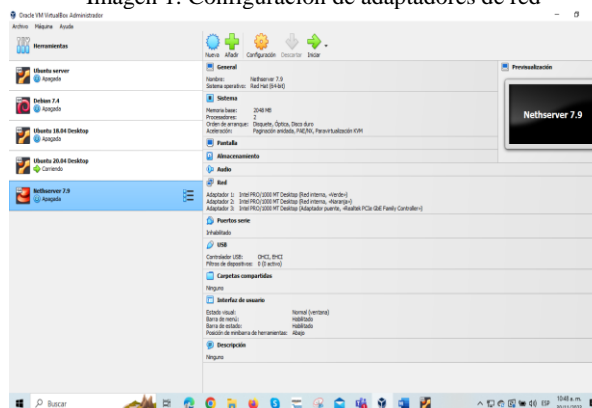 Imagen 1. Configuración de adaptadores de red
Oracle VM VirtualBox Administrador
Archivo Máquina Ayuda
Herramientas
Nueva Añadir Configuración Descartar Iniciar
Ubuntu server
Apagada
Debian 7.4
Apagada
Ubuntu 18.04 Desktop
Apagada
Ubuntu 20.04 Desktop
Corriendo
Nethserver 7.9
Apagada
General
Nombre: Nethserver 7.9
Sistema operativo: Red Hat (64-bit)
Sistema
Memoria base: 2048 MB
Procesadores: 2
Orden de arranque: Disquete, Óptica, Disco duro
Aceleración: Paginación anidada, PAE/NX, Paravirtualización KVM
Pantalla
Almacenamiento
Audio
Red
Adaptador 1: Intel PRO/1000 MT Desktop (Red interna, «Verde»)
Adaptador 2: Intel PRO/1000 MT Desktop (Red interna, «Naranja»)
Adaptador 3: Intel PRO/1000 MT Desktop (Adaptador puente, «Realtek PCIe GbE Family Controller»)
Puertos serie
Inhabilitado
USB
Controlador USB: OHCI, EHCI
Filtros de dispositivos: 0 (0 activo)
Carpetas compartidas
Ninguno
Interfaz de usuario
Estado visual: Normal (ventana)
Barra de menú: Habilitado
Barra de estado: Habilitado
Posición de minibarra de herramientas: Abajo
Descripción
Ninguno
Previsualización
Nethserver 7.9
Buscar
ESP
10:48 a. m.